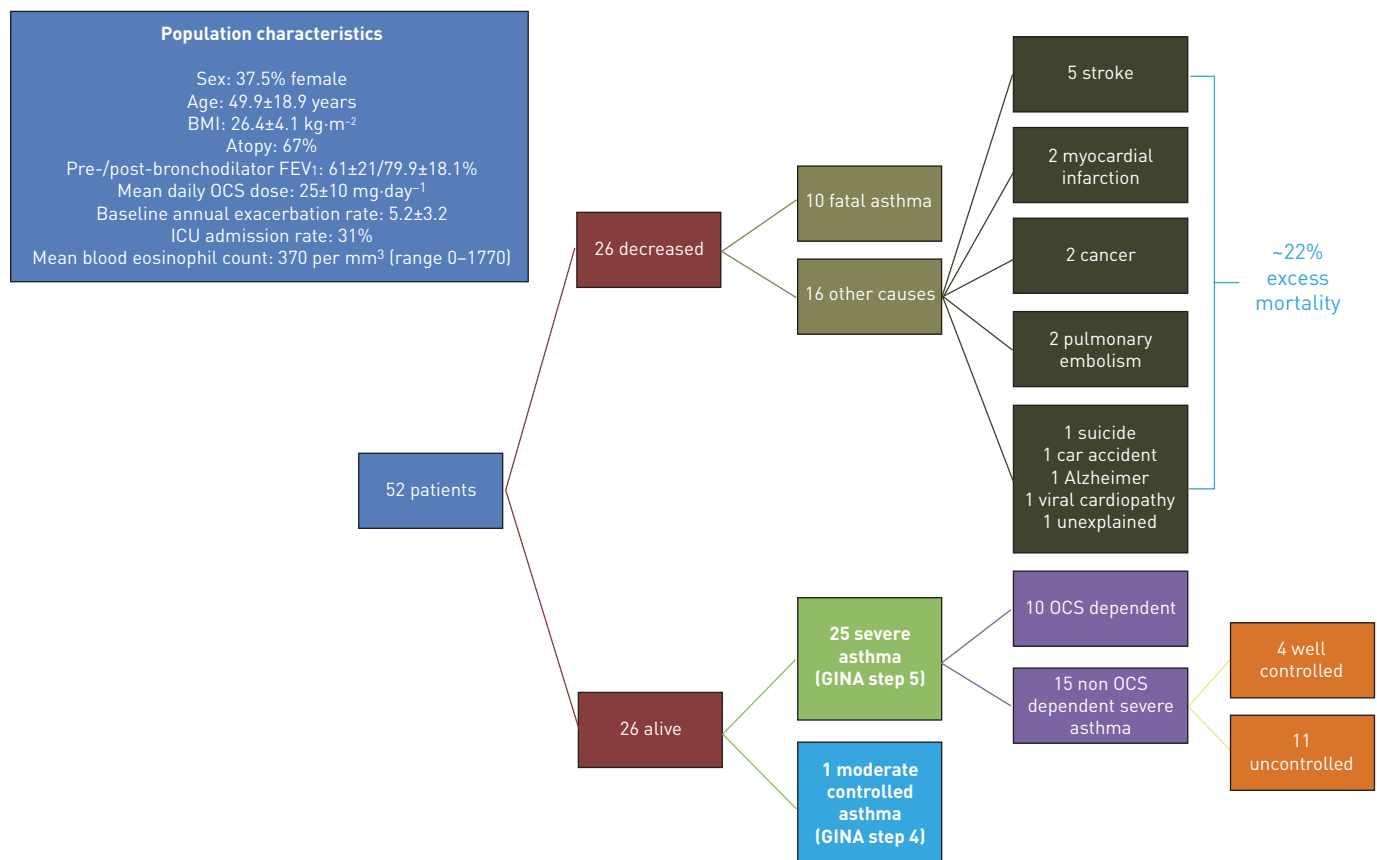 Population characteristics
Sex: 37.5% female
Age: 49.9±18.9 years
BMI: 26.4±4.1 kg·m⁻²
Atopy: 67%
Pre-/post-bronchodilator FEV1: 61±21/79.9±18.1%
Mean daily OCS dose: 25±10 mg·day⁻¹
Baseline annual exacerbation rate: 5.2±3.2
ICU admission rate: 31%
Mean blood eosinophil count: 370 per mm³ (range 0–1770)
52 patients
26 decreased
10 fatal asthma
16 other causes
5 stroke
2 myocardial
infarction
2 cancer
2 pulmonary
embolism
1 suicide
1 car accident
1 Alzheimer
1 viral cardiopathy
1 unexplained
~22%
excess
mortality
26 alive
25 severe
asthma
(GINA step 5)
1 moderate
controlled
asthma
(GINA step 4)
10 OCS dependent
15 non OCS
dependent severe
asthma
4 well
controlled
11
uncontrolled